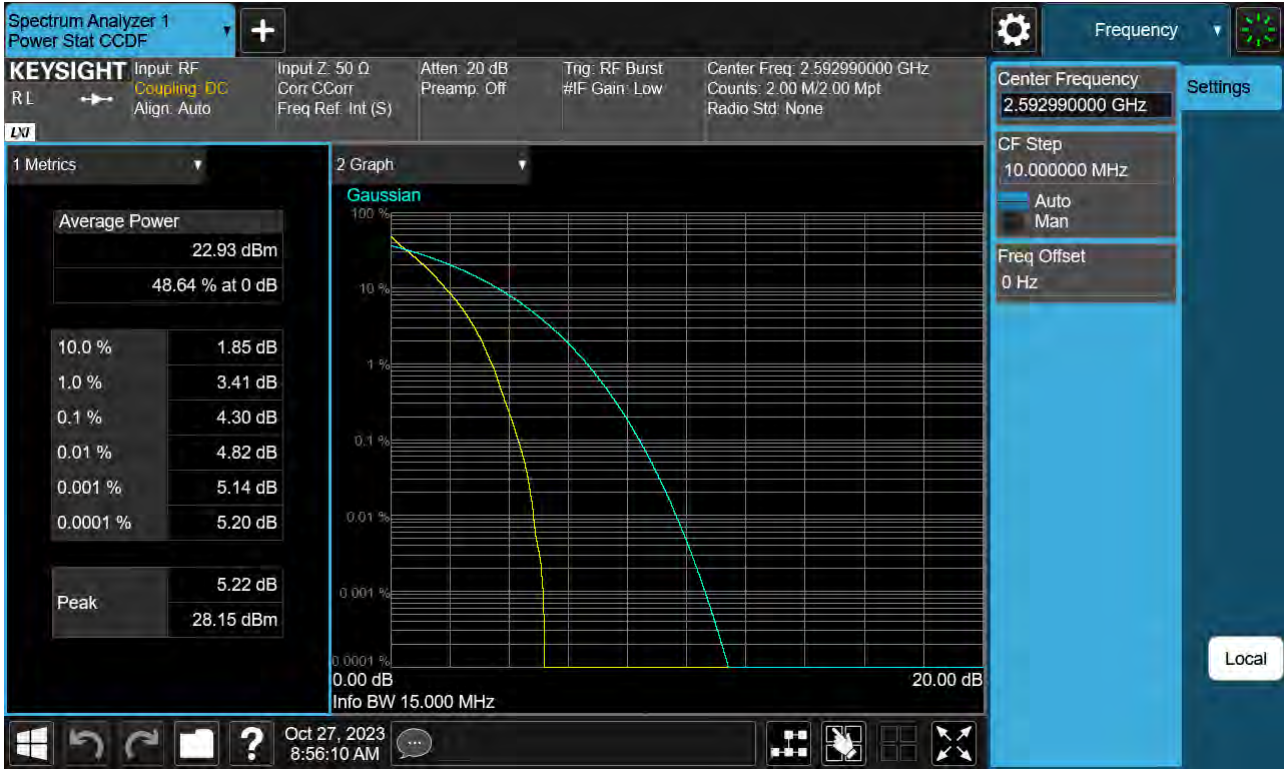 Spectrum Analyzer 1
Power Stat CCDF
Frequency
KEYSIGHT
R L
LXI
Input: RF
Coupling: DC
Align: Auto
Input Z: 50 Ω
Corr CCorr
Freq Ref: Int (S)
Atten: 20 dB
Preamp: Off
Trig: RF Burst
#IF Gain: Low
Center Freq: 2.592990000 GHz
Counts: 2.00 M/2.00 Mpt
Radio Std: None
Center Frequency
2.592990000 GHz
Settings
CF Step
10.000000 MHz
Auto
Man
Freq Offset
0 Hz
1 Metrics
Average Power
22.93 dBm
48.64 % at 0 dB
10.0 % 1.85 dB
1.0 % 3.41 dB
0.1 % 4.30 dB
0.01 % 4.82 dB
0.001 % 5.14 dB
0.0001 % 5.20 dB
Peak
5.22 dB
28.15 dBm
2 Graph
Gaussian
100 %
10 %
1 %
0.1 %
0.01 %
0.001 %
0.0001 %
0.00 dB 20.00 dB
Info BW 15.000 MHz
Local
?
Oct 27, 2023
8:56:10 AM